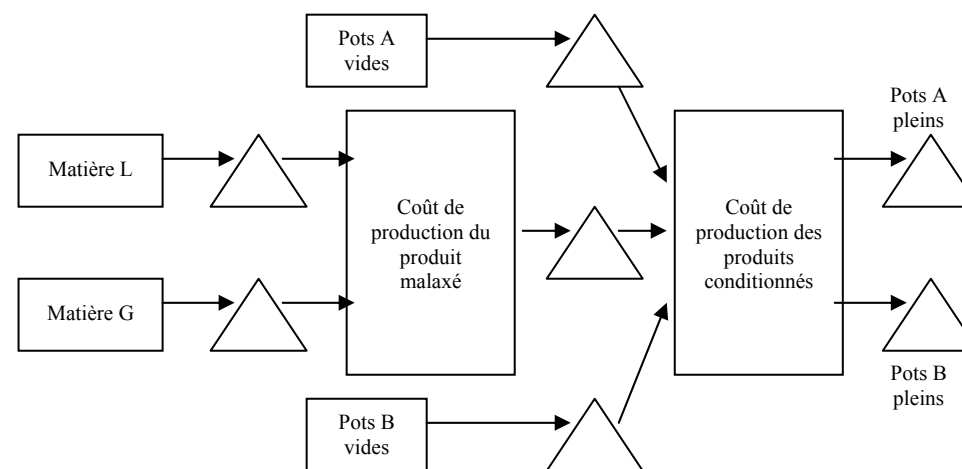 Pots A
vides
Matière L
Matière G
Coût de
production du
produit
malaxé
Pots B
vides
Coût de
production des
produits
conditionnés
Pots A
pleins
Pots B
pleins